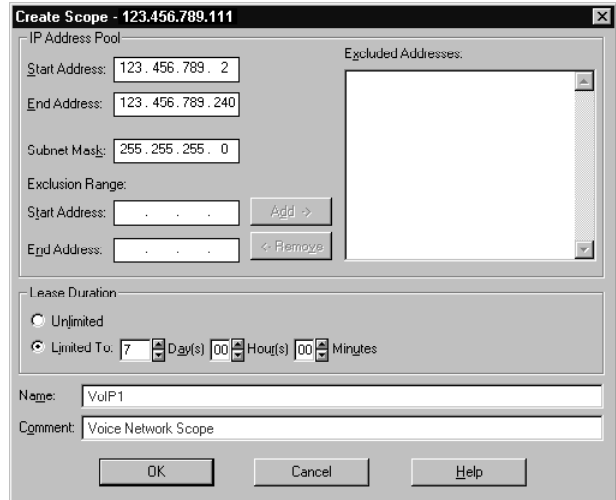 Create Scope - 123.456.789.111
IP Address Pool
Start Address: 123 . 456 . 789 . 2
End Address: 123 . 456 . 789 . 240
Subnet Mask: 255 . 255 . 255 . 0
Exclusion Range:
Start Address: . . .
Add ->
End Address: . . .
<- Remove
Excluded Addresses:
Lease Duration
Unlimited
Limited To: 7 Day(s) 00 Hour(s) 00 Minutes
Name: VoIP1
Comment: Voice Network Scope
OK Cancel Help